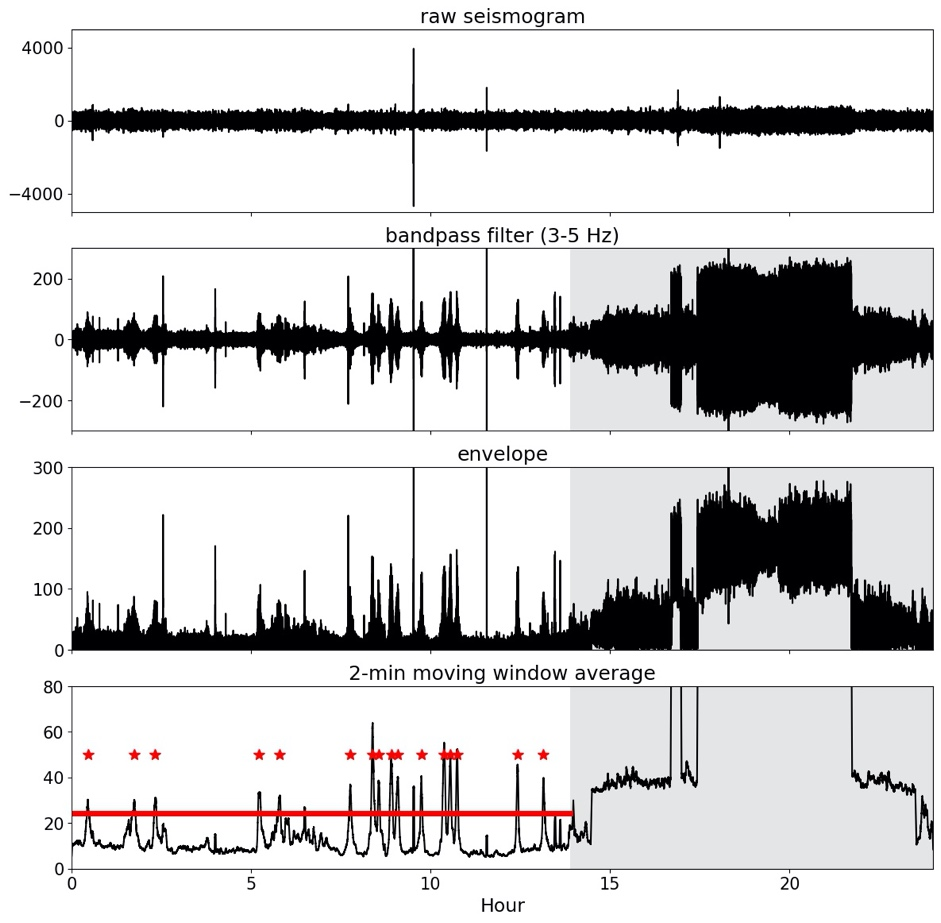 raw seismogram
4000
0
−4000
bandpass filter (3-5 Hz)
200
0
−200
envelope
300
200
100
0
2-min moving window average
80
60
40
20
0
0 5 10 15 20
Hour